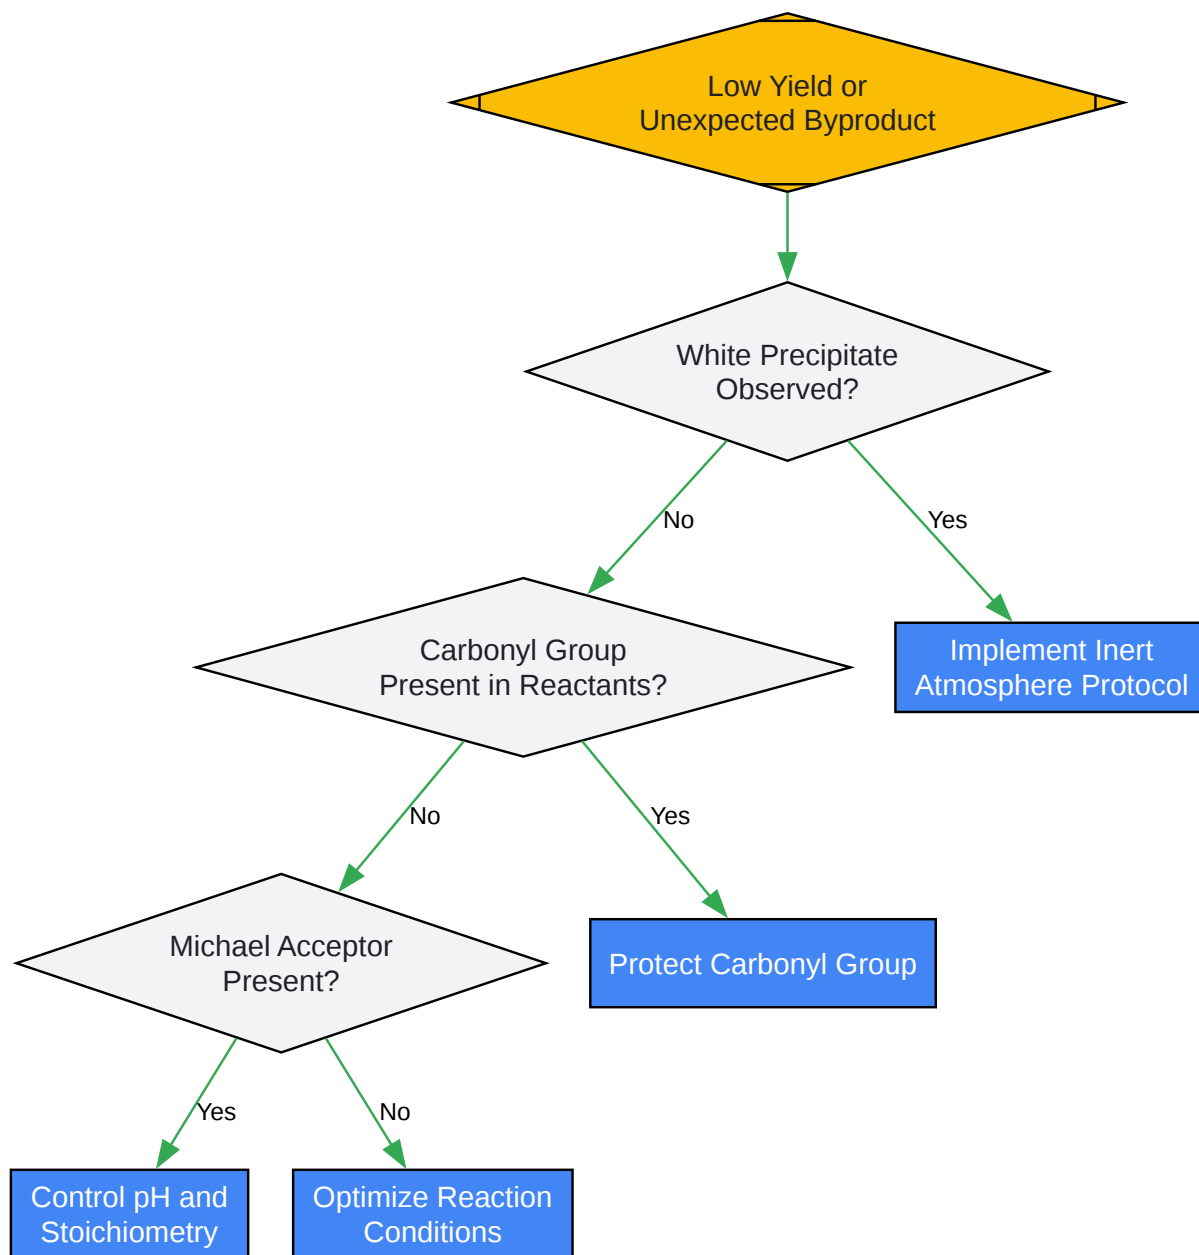 Low Yield or
Unexpected Byproduct
White Precipitate
Observed?
No
Yes
Carbonyl Group
Present in Reactants?
Implement Inert
Atmosphere Protocol
No
Yes
Michael Acceptor
Present?
Protect Carbonyl Group
Yes
No
Control pH and
Stoichiometry
Optimize Reaction
Conditions